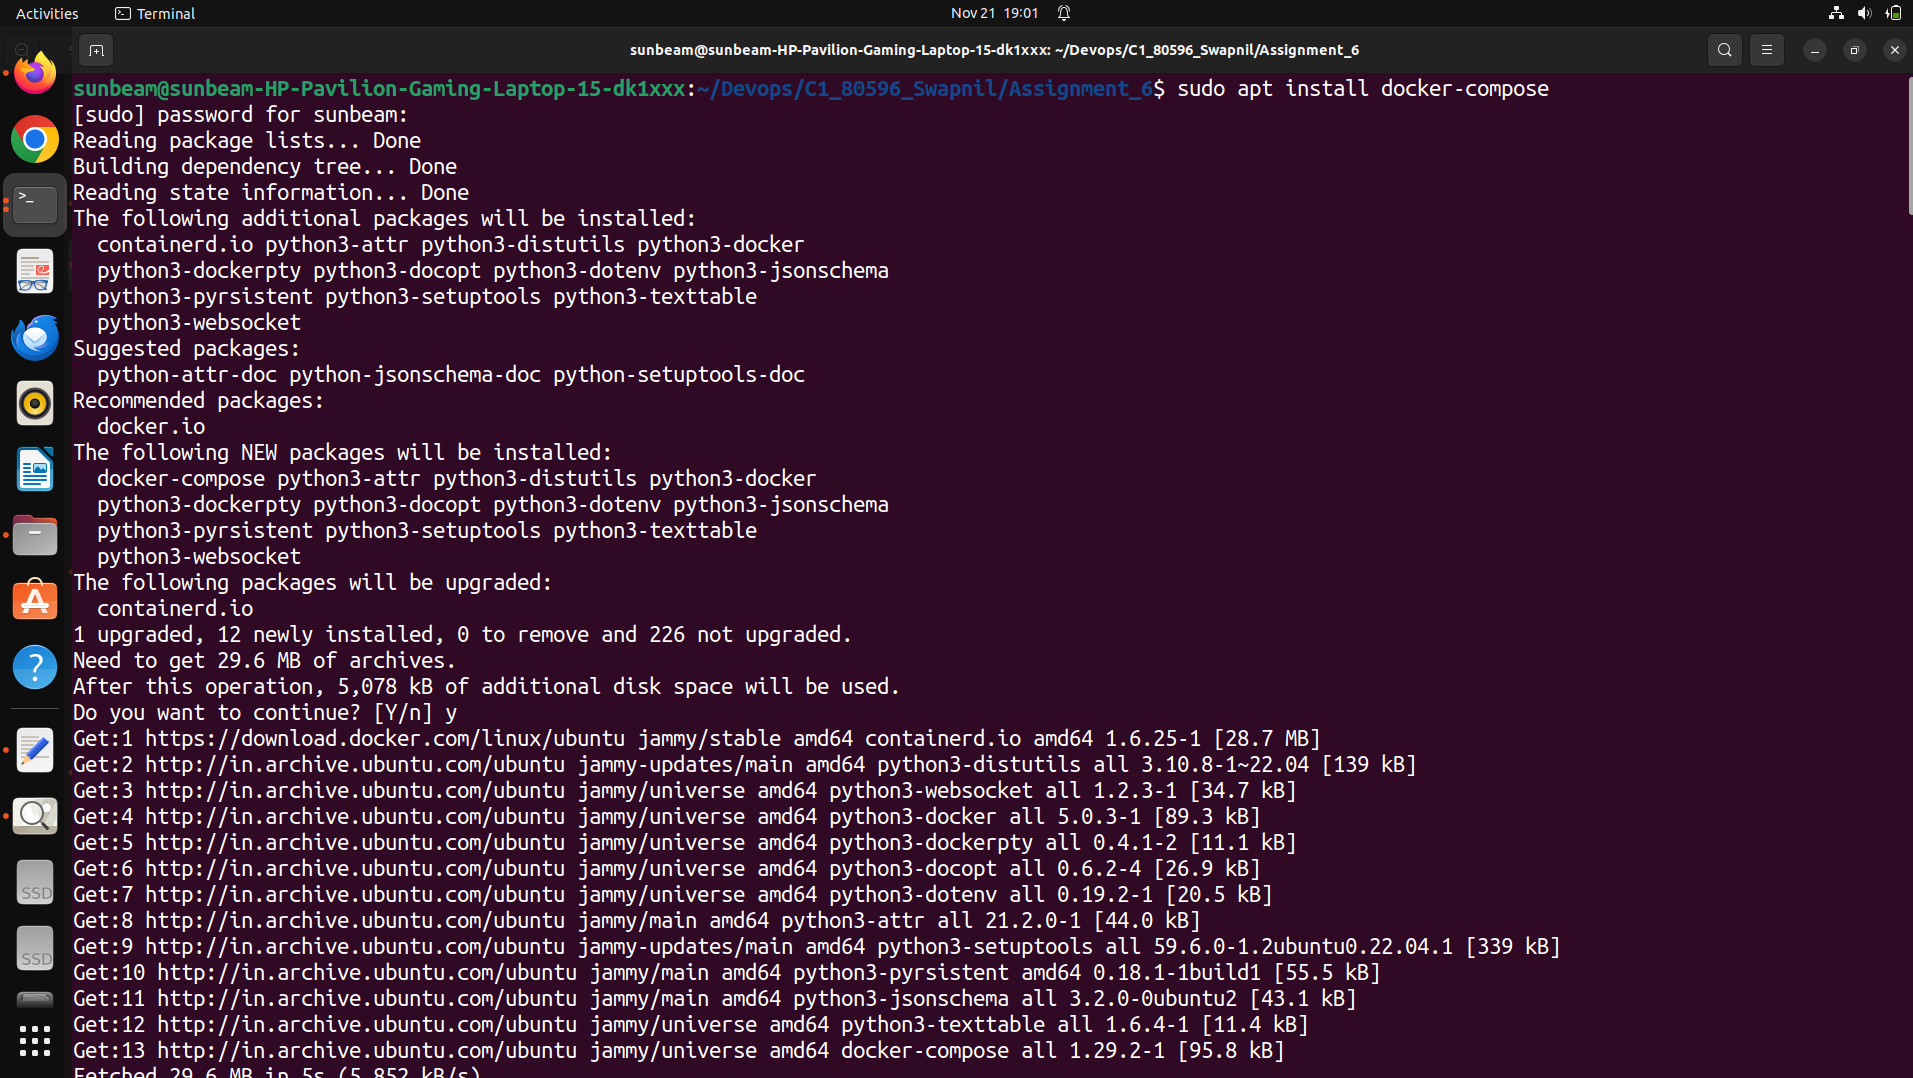 Activities
Terminal
Nov 21 19:01
sunbeam@sunbeam-HP-Pavilion-Gaming-Laptop-15-dk1xxx: ~/Devops/C1_80596_Swapnil/Assignment_6
sunbeam@sunbeam-HP-Pavilion-Gaming-Laptop-15-dk1xxx:~/Devops/C1_80596_Swapnil/Assignment_6$ sudo apt install docker-compose
[sudo] password for sunbeam:
Reading package lists... Done
Building dependency tree... Done
Reading state information... Done
The following additional packages will be installed:
containerd.io python3-attr python3-distutils python3-docker
python3-dockerpty python3-docopt python3-dotenv python3-jsonschema
python3-pyrsistent python3-setuptools python3-texttable
python3-websocket
Suggested packages:
python-attr-doc python-jsonschema-doc python-setuptools-doc
Recommended packages:
docker.io
The following NEW packages will be installed:
docker-compose python3-attr python3-distutils python3-docker
python3-dockerpty python3-docopt python3-dotenv python3-jsonschema
python3-pyrsistent python3-setuptools python3-texttable
python3-websocket
The following packages will be upgraded:
containerd.io
1 upgraded, 12 newly installed, 0 to remove and 226 not upgraded.
Need to get 29.6 MB of archives.
After this operation, 5,078 kB of additional disk space will be used.
Do you want to continue? [Y/n] y
Get:1 https://download.docker.com/linux/ubuntu jammy/stable amd64 containerd.io amd64 1.6.25-1 [28.7 MB]
Get:2 http://in.archive.ubuntu.com/ubuntu jammy-updates/main amd64 python3-distutils all 3.10.8-1~22.04 [139 kB]
Get:3 http://in.archive.ubuntu.com/ubuntu jammy/universe amd64 python3-websocket all 1.2.3-1 [34.7 kB]
Get:4 http://in.archive.ubuntu.com/ubuntu jammy/universe amd64 python3-docker all 5.0.3-1 [89.3 kB]
Get:5 http://in.archive.ubuntu.com/ubuntu jammy/universe amd64 python3-dockerpty all 0.4.1-2 [11.1 kB]
Get:6 http://in.archive.ubuntu.com/ubuntu jammy/universe amd64 python3-docopt all 0.6.2-4 [26.9 kB]
Get:7 http://in.archive.ubuntu.com/ubuntu jammy/universe amd64 python3-dotenv all 0.19.2-1 [20.5 kB]
Get:8 http://in.archive.ubuntu.com/ubuntu jammy/main amd64 python3-attr all 21.2.0-1 [44.0 kB]
Get:9 http://in.archive.ubuntu.com/ubuntu jammy-updates/main amd64 python3-setuptools all 59.6.0-1.2ubuntu0.22.04.1 [339 kB]
Get:10 http://in.archive.ubuntu.com/ubuntu jammy/main amd64 python3-pyrsistent amd64 0.18.1-1build1 [55.5 kB]
Get:11 http://in.archive.ubuntu.com/ubuntu jammy/main amd64 python3-jsonschema all 3.2.0-0ubuntu2 [43.1 kB]
Get:12 http://in.archive.ubuntu.com/ubuntu jammy/universe amd64 python3-texttable all 1.6.4-1 [11.4 kB]
Get:13 http://in.archive.ubuntu.com/ubuntu jammy/universe amd64 docker-compose all 1.29.2-1 [95.8 kB]
Fetched 29.6 MB in 5s (5,852 kB/s)
>_
?
SSD
SSD